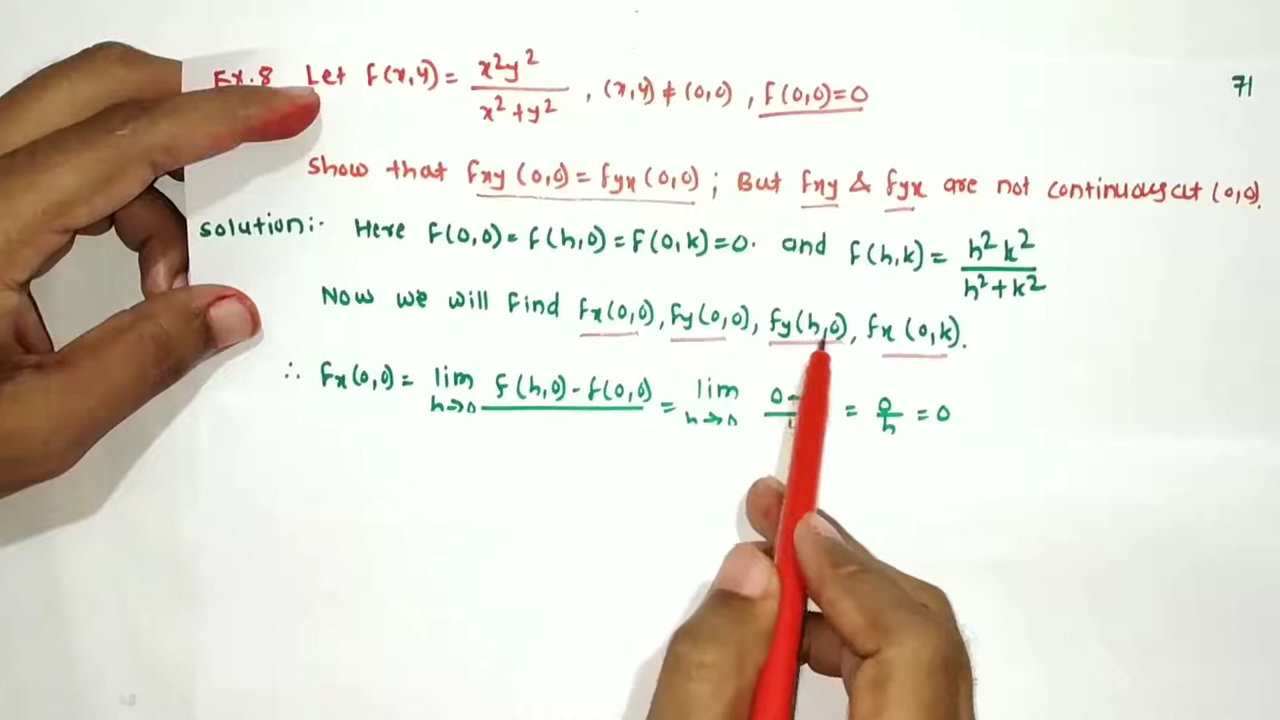 Ex.8 Let f(x,y) = x²y² / x²+y² , (x,y) ≠ (0,0) , f(0,0)=0
71
Show that fxy (0,0) = fyx (0,0) ; But fxy & fyx are not continuous at (0,0).
Solution:- Here f(0,0) = f(h,0) = f(0,k) = 0. and f(h,k) = h²k² / h²+k²
Now we will find fx(0,0), fy(0,0), fy(h,0), fx(0,k).
∴ fx(0,0) = lim h→0 f(h,0)-f(0,0) = lim h→0 0- = 0/h = 0